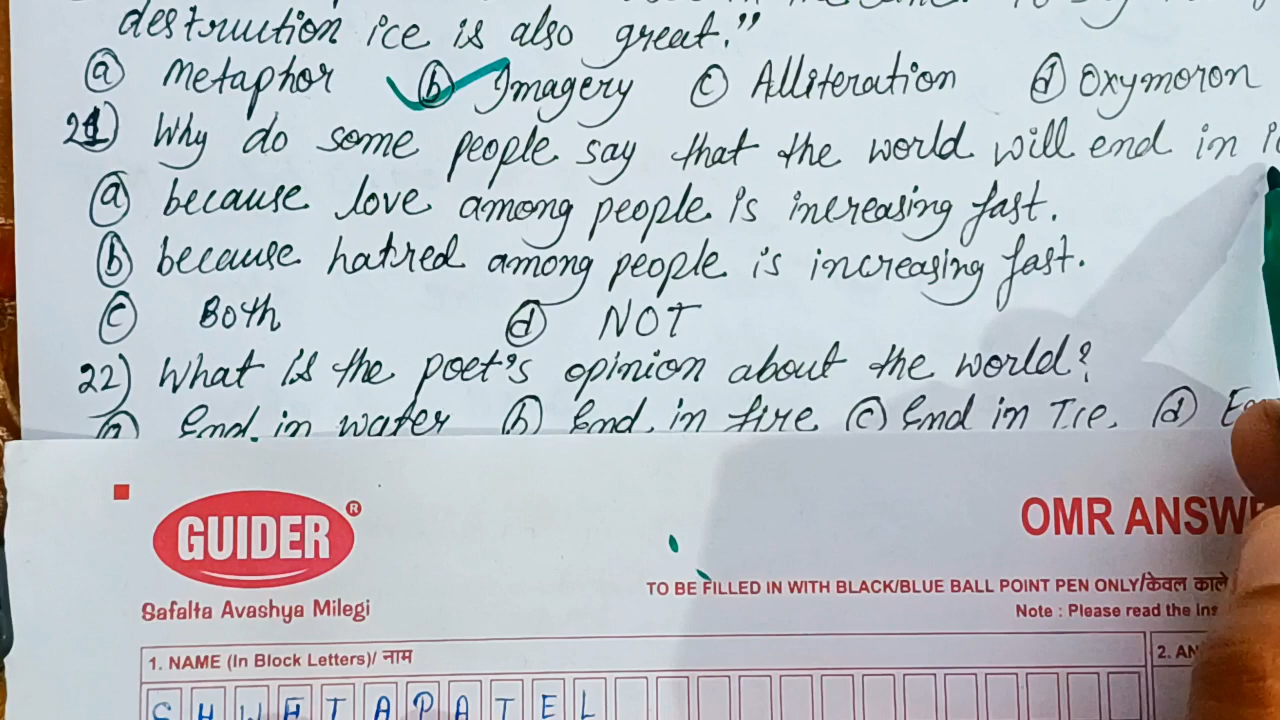 destruction ice is also great."
(a) Metaphor (b) Imagery (c) Alliteration (d) Oxymoron
21) Why do some people say that the world will end in
(a) because love among people is increasing fast.
(b) because hatred among people is increasing fast.
(c) Both (d) NOT
22) What is the poet's opinion about the world?
(a) End in water (b) End in fire (c) End in Ice. (d)
GUIDER®
OMR ANSW
Safalta Avashya Milegi
TO BE FILLED IN WITH BLACK/BLUE BALL POINT PEN ONLY/केवल काले
Note : Please read the Ins
1. NAME (In Block Letters)/ नाम
2. AN
SHWETAPATEL